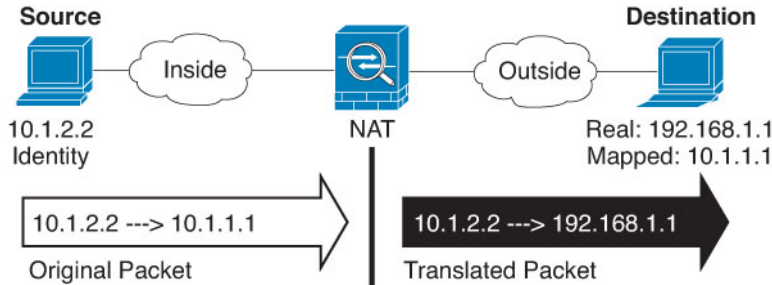 Source
Destination
Inside
Outside
10.1.2.2
Identity
NAT
Real: 192.168.1.1
Mapped: 10.1.1.1
10.1.2.2 ---> 10.1.1.1
10.1.2.2 ---> 192.168.1.1
Original Packet
Translated Packet